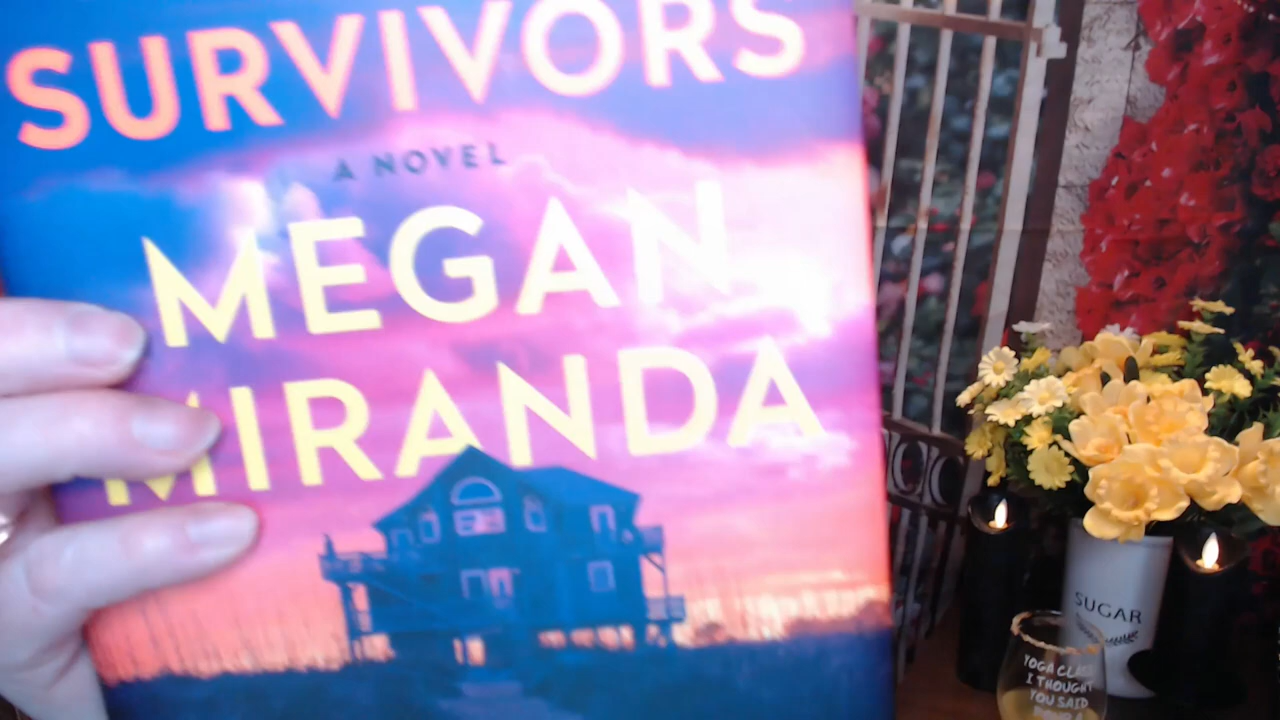 SURVIVORS
A NOVEL
MEGAN
MIRANDA
SUGAR
YOGA CLASS
I THOUGHT
YOU SAID